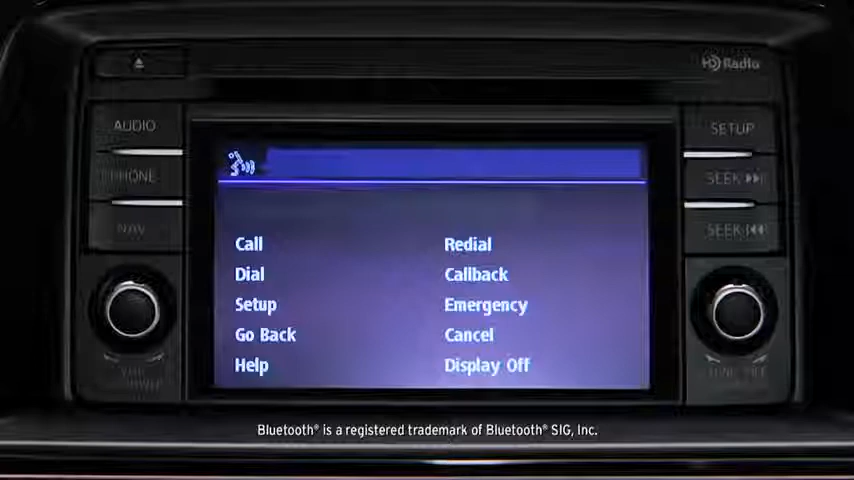 HD Radio
AUDIO
SETUP
PHONE
SEEK
NAV
SEEK
Call
Redial
Dial
Callback
Setup
Emergency
Go Back
Cancel
Help
Display Off
Bluetooth® is a registered trademark of Bluetooth® SIG, Inc.